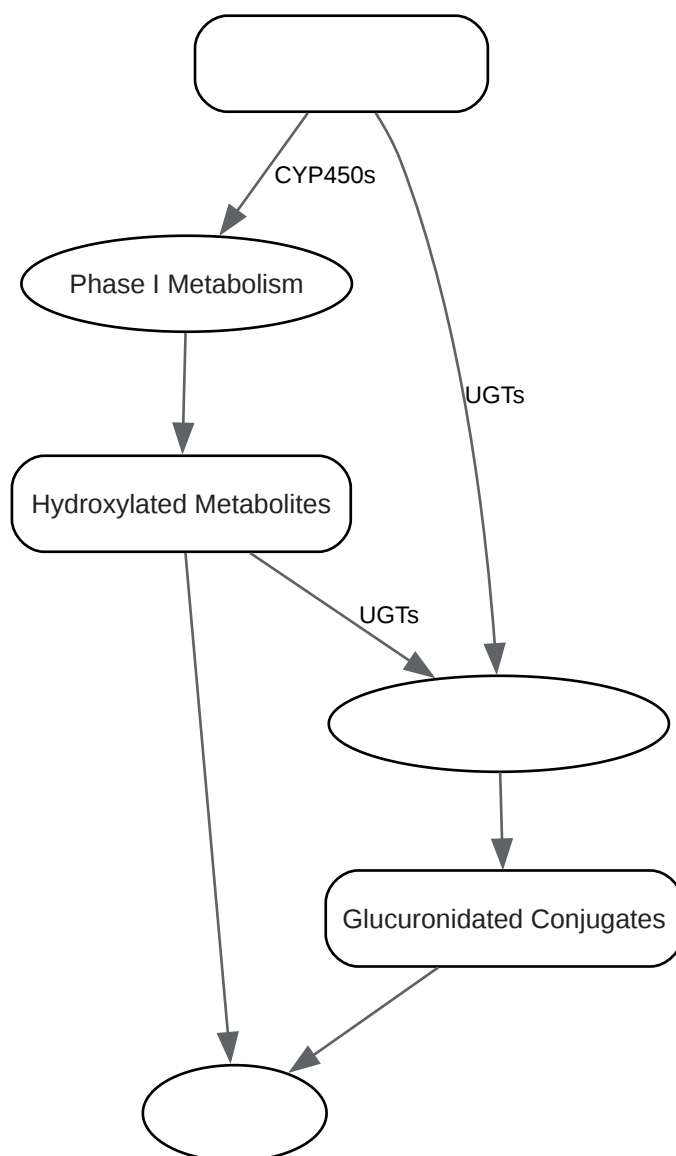 CYP450s
Phase I Metabolism
UGTs
Hydroxylated Metabolites
UGTs
Glucuronidated Conjugates